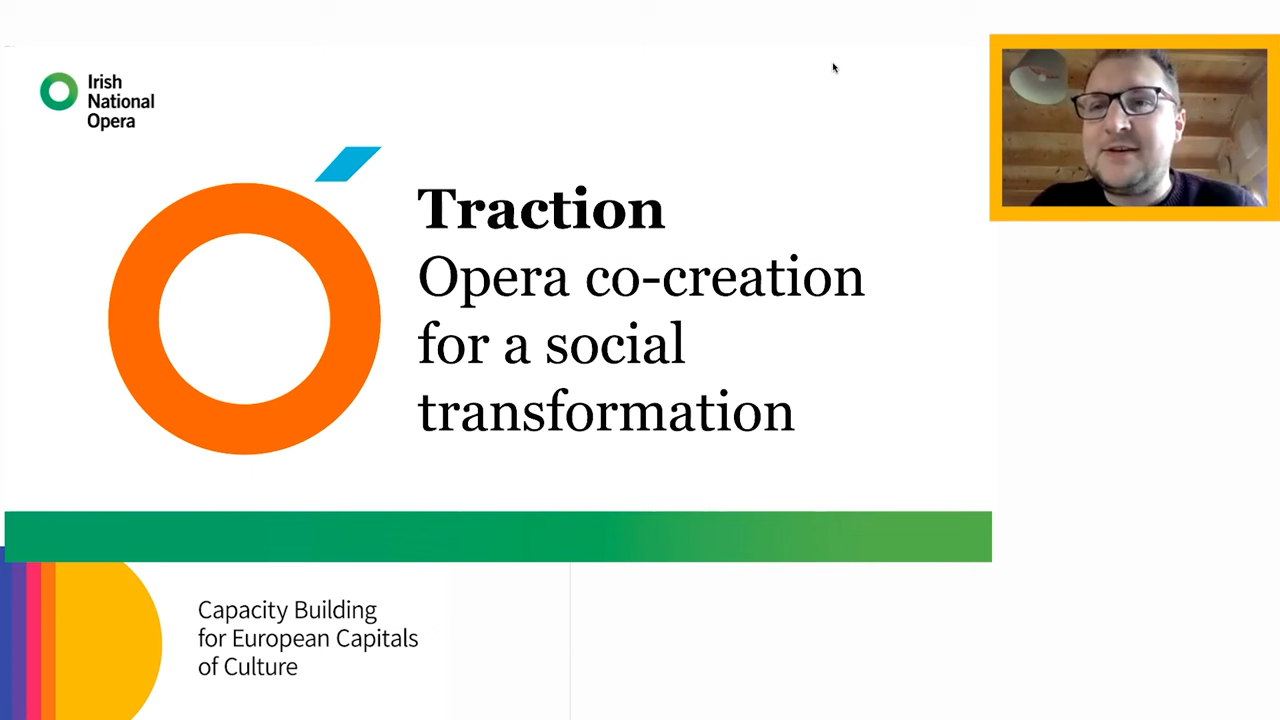 Irish
National
Opera
Traction
Opera co-creation
for a social
transformation
Capacity Building
for European Capitals
of Culture